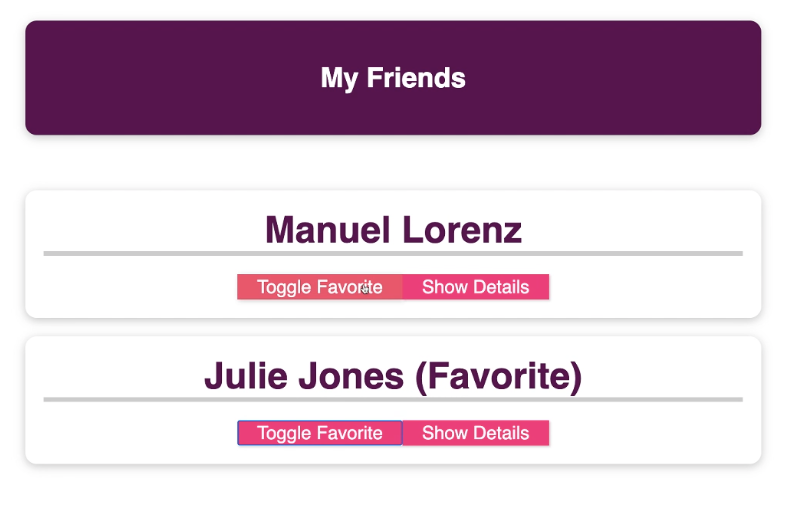 My Friends
Manuel Lorenz
Toggle Favorite Show Details
Julie Jones (Favorite)
Toggle Favorite Show Details